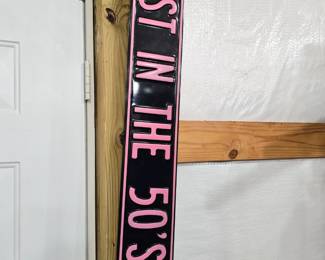 ST IN THE 50'S